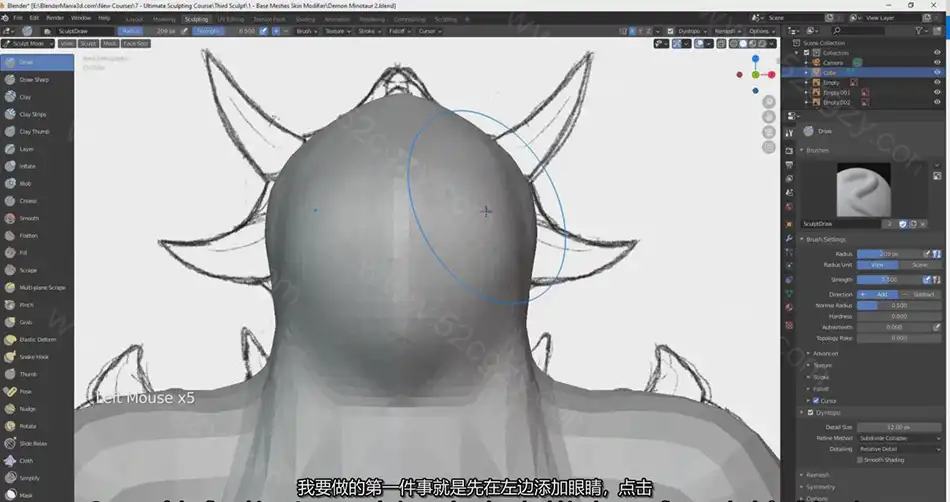 Blender* [E:\BlenderMania3d.com\New Course\7 - Ultimate Sculpting Course\Third Sculpt\1 - Base Meshes Skin Modifier\Demon Minotaur 2.blend]
File Edit Render Window Help Layout Modeling Sculpting UV Editing Texture Paint Shading Animation Rendering Compositing Scripting
Scene View Layer
SculptDraw Radius 209 px Strength 0.500 Brush Texture Stroke Falloff Cursor Dyntopo Remesh Options
Sculpt Mode View Sculpt Mask
Draw
Draw Sharp
Clay
Clay Strips
Clay Thumb
Layer
Inflate
Blob
Crease
Smooth
Flatten
Fill
Scrape
Multi-plane Scrape
Pinch
Grab
Elastic Deform
Snake Hook
Thumb
Pose
Nudge
Rotate
Slide Relax
Cloth
Simplify
Mask
Left Mouse x5
Scene Collection
Collection
Camera
Cube
Empty
Empty.001
Empty.002
Draw
Brushes
SculptDraw 2
Brush Settings
Radius 209 px
Radius Unit View Scene
Strength 0.500
Direction + Add − Subtract
Normal Radius 0.500
Hardness 0.000
Autosmooth 0.000
Topology Rake 0.000
Advanced
Texture
Stroke
Falloff
Cursor
Dyntopo
Detail Size 12.00 px
Refine Method Subdivide Collapse
Detailing Relative Detail
Smooth Shading
Remesh
Symmetry
我要做的第一件事就是先在左边添加眼睛，点击